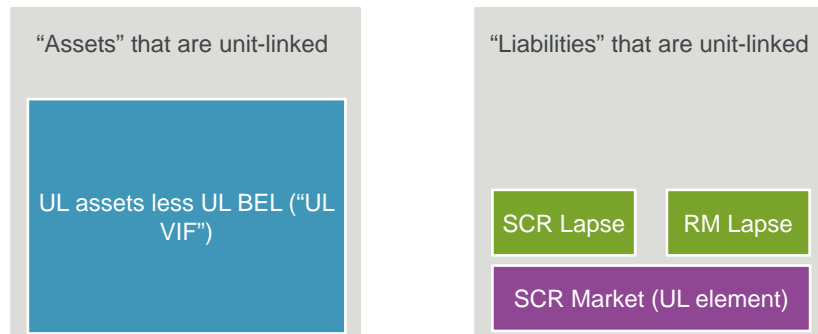 “Assets” that are unit-linked
UL assets less UL BEL (“UL
VIF”)
“Liabilities” that are unit-linked
SCR Lapse
RM Lapse
SCR Market (UL element)